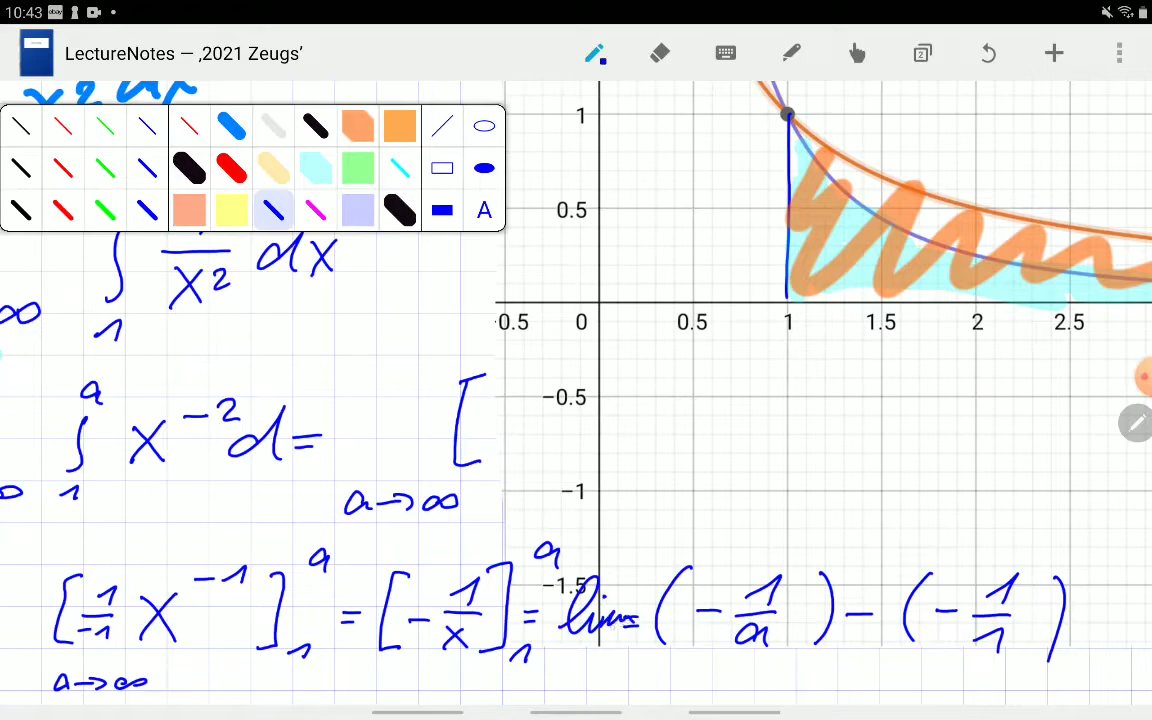 10:43 ebay
LectureNotes — ‚2021 Zeugs’
2
A
1
0.5
-0.5 0 0.5 1 1.5 2 2.5
−0.5
−1
−1.5
∫ 1/x² dx
∞ 1
a
∫ x⁻² d = [
1 a→∞
[1/-1 x⁻¹]₁ᵃ = [-1/x]₁ᵃ = lim (-1/a) - (-1/1)
a→∞